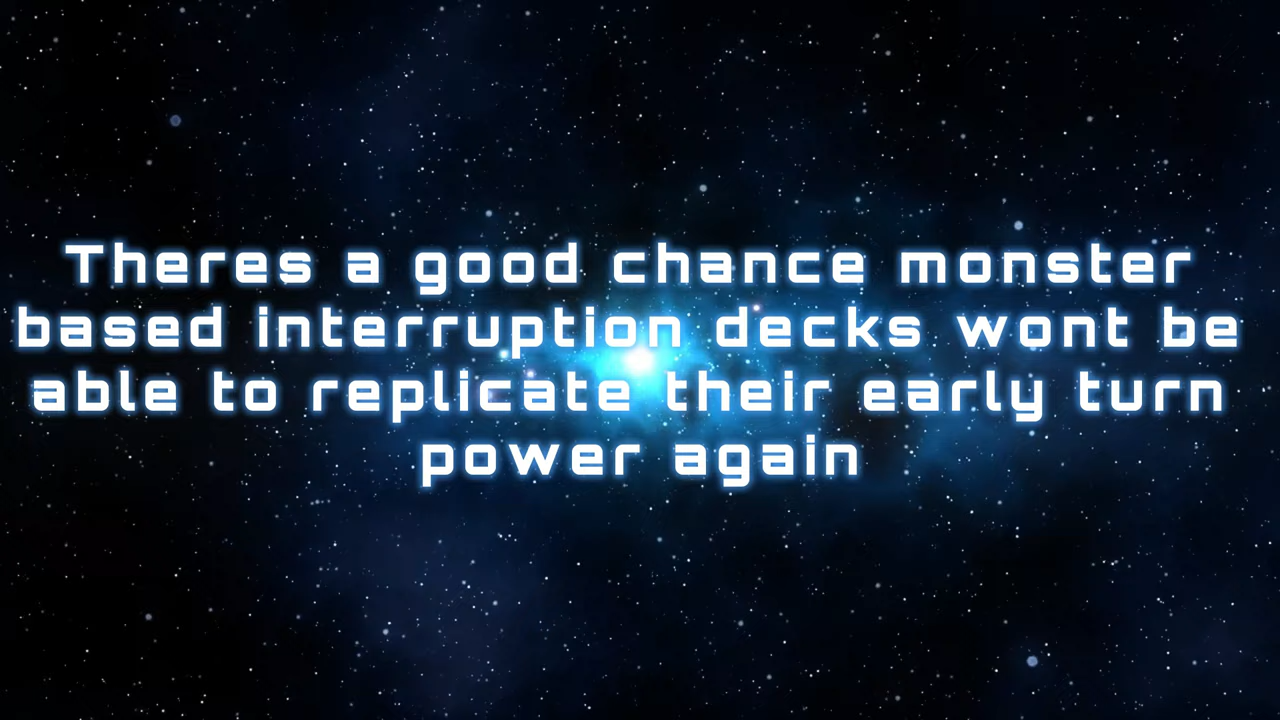 Theres a good chance monster
based interruption decks wont be
able to replicate their early turn
power again